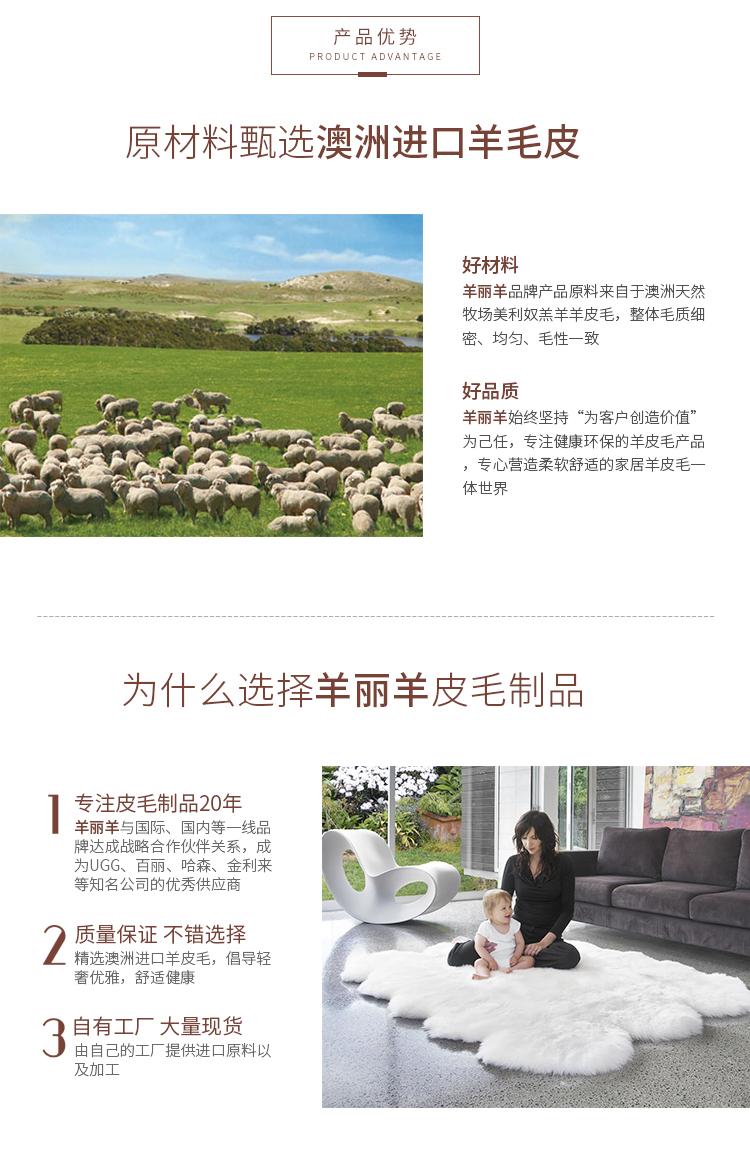 产品优势
PRODUCT ADVANTAGE
原材料甄选澳洲进口羊毛皮
好材料
羊丽羊品牌产品原料来自于澳洲天然
牧场美利奴羔羊羊皮毛，整体毛质细
密、均匀、毛性一致
好品质
羊丽羊始终坚持“为客户创造价值”
为己任，专注健康环保的羊皮毛产品
，专心营造柔软舒适的家居羊皮毛一
体世界
为什么选择羊丽羊皮毛制品
1 专注皮毛制品20年
羊丽羊与国际、国内等一线品
牌达成战略合作伙伴关系，成
为UGG、百丽、哈森、金利来
等知名公司的优秀供应商
2 质量保证 不错选择
精选澳洲进口羊皮毛，倡导轻
奢优雅，舒适健康
3 自有工厂 大量现货
由自己的工厂提供进口原料以
及加工